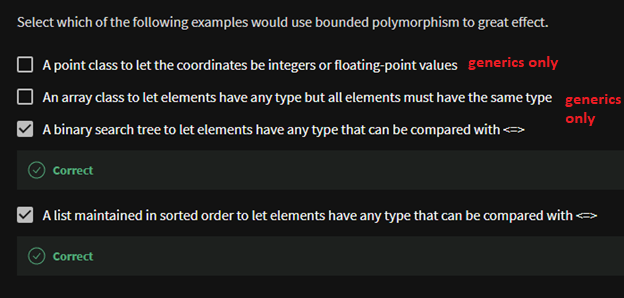 Select which of the following examples would use bounded polymorphism to great effect.
A point class to let the coordinates be integers or floating-point values generics only
An array class to let elements have any type but all elements must have the same type generics only
A binary search tree to let elements have any type that can be compared with <=>
Correct
A list maintained in sorted order to let elements have any type that can be compared with <=>
Correct